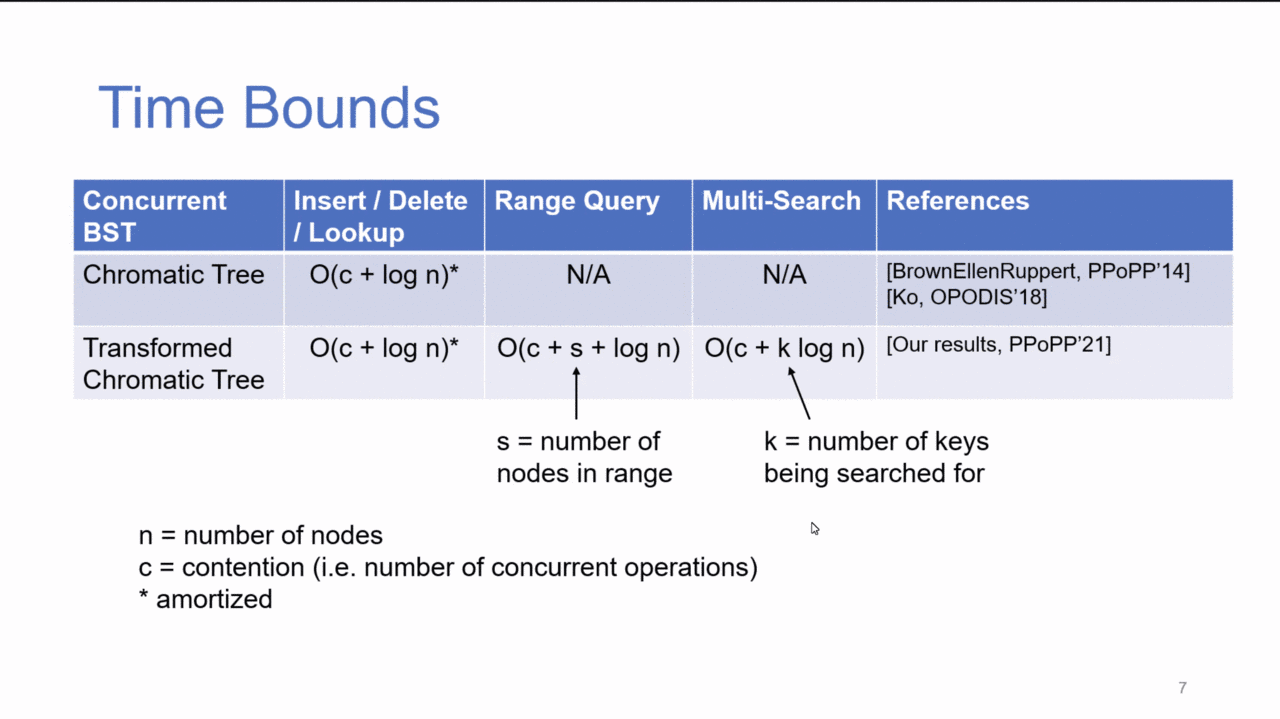 Time Bounds
Concurrent BST
Insert / Delete / Lookup
Range Query
Multi-Search
References
Chromatic Tree
O(c + log n)*
N/A
N/A
[BrownEllenRuppert, PPoPP’14]
[Ko, OPODIS’18]
Transformed Chromatic Tree
O(c + log n)*
O(c + s + log n)
O(c + k log n)
[Our results, PPoPP’21]
s = number of
nodes in range
k = number of keys
being searched for
n = number of nodes
c = contention (i.e. number of concurrent operations)
* amortized
7